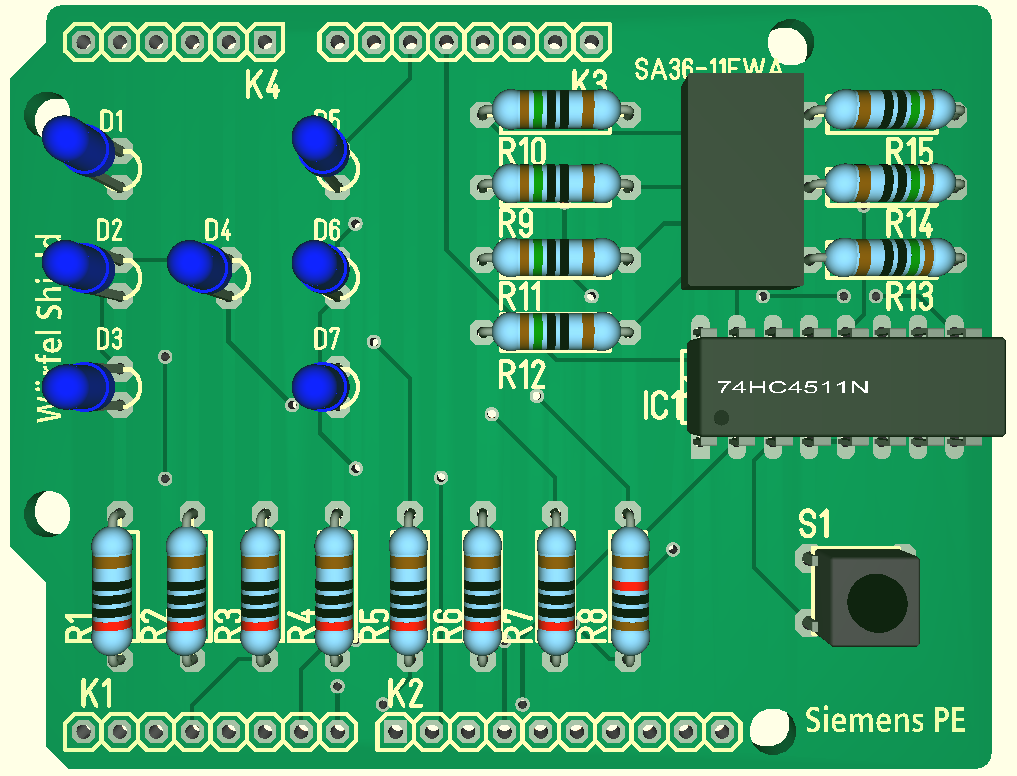 K4
K3
SA36-11EWA
D1
D5
R10
R15
D2
D4
D6
R9
R14
Würfel Shield
R11
R13
D3
D7
R12
IC1
74HC4511N
S1
R1
R2
R3
R4
R5
R6
R7
R8
K1
K2
Siemens PE